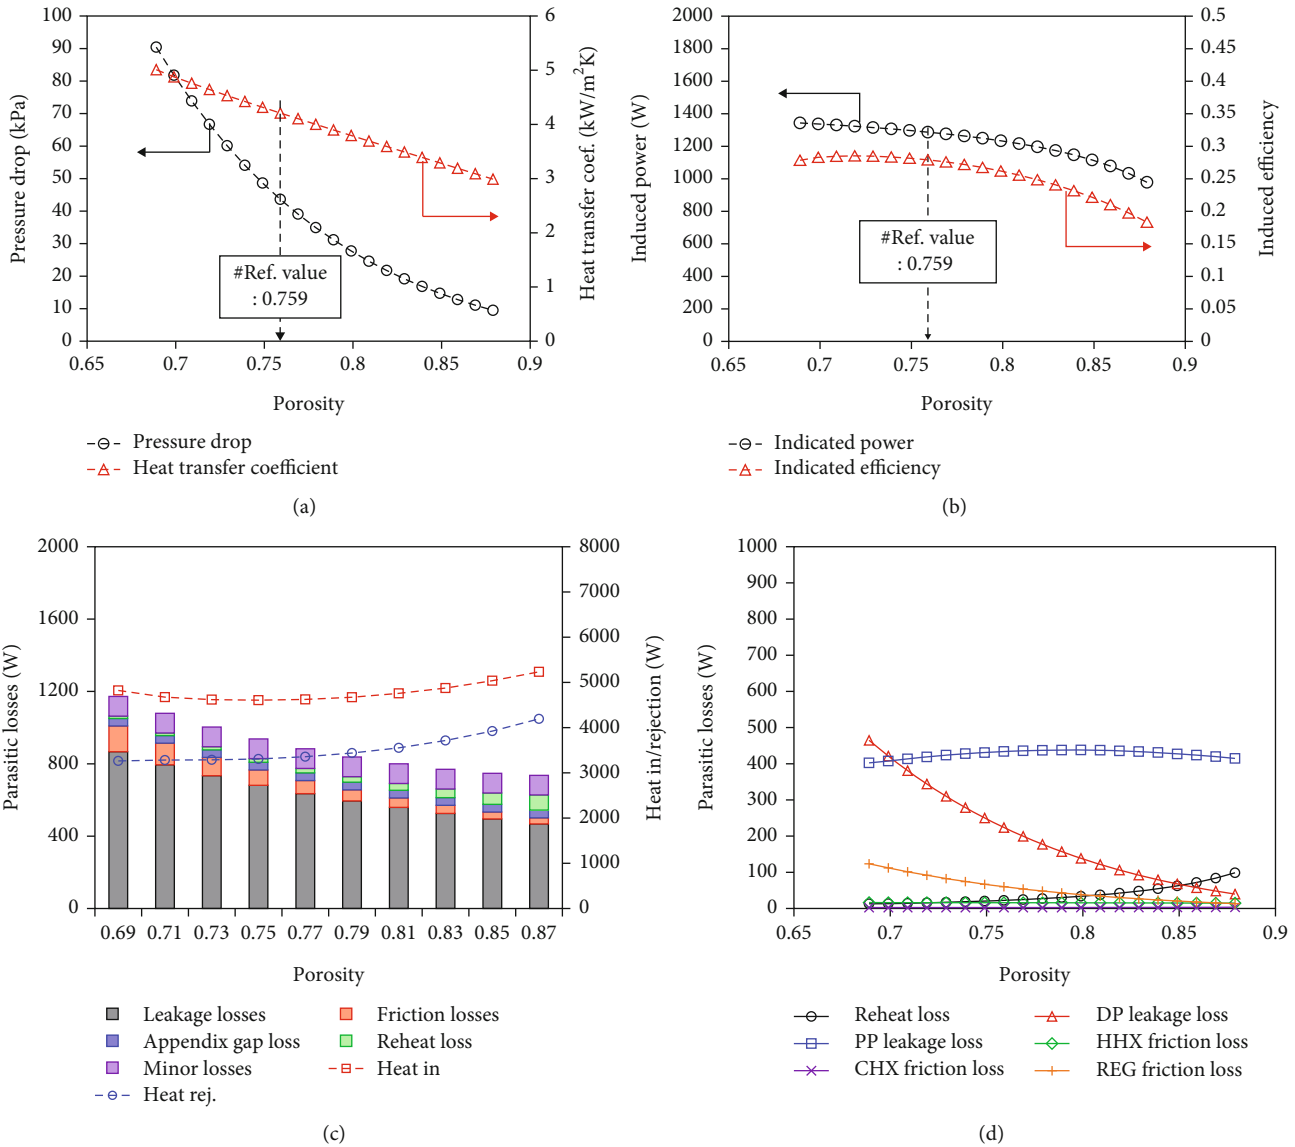 100
90
80
70
60
50
40
30
20
10
0
Pressure drop (kPa)
6
5
4
3
2
1
0
Heat transfer coef. (kW/m²K)
#Ref. value
: 0.759
0.65
0.7
0.75
0.8
0.85
0.9
Porosity
Pressure drop
Heat transfer coefficient
(a)
2000
1800
1600
1400
1200
1000
800
600
400
200
0
Induced power (W)
0.5
0.45
0.4
0.35
0.3
0.25
0.2
0.15
0.1
0.05
0
Induced efficiency
#Ref. value
: 0.759
0.65
0.7
0.75
0.8
0.85
0.9
Porosity
Indicated power
Indicated efficiency
(b)
2000
1600
1200
800
400
0
Parasitic losses (W)
8000
7000
6000
5000
4000
3000
2000
1000
0
Heat in/rejection (W)
0.69
0.71
0.73
0.75
0.77
0.79
0.81
0.83
0.85
0.87
Porosity
Leakage losses
Friction losses
Appendix gap loss
Reheat loss
Minor losses
Heat in
Heat rej.
(c)
1000
900
800
700
600
500
400
300
200
100
0
Parasitic losses (W)
0.65
0.7
0.75
0.8
0.85
0.9
Porosity
Reheat loss
DP leakage loss
PP leakage loss
HHX friction loss
CHX friction loss
REG friction loss
(d)